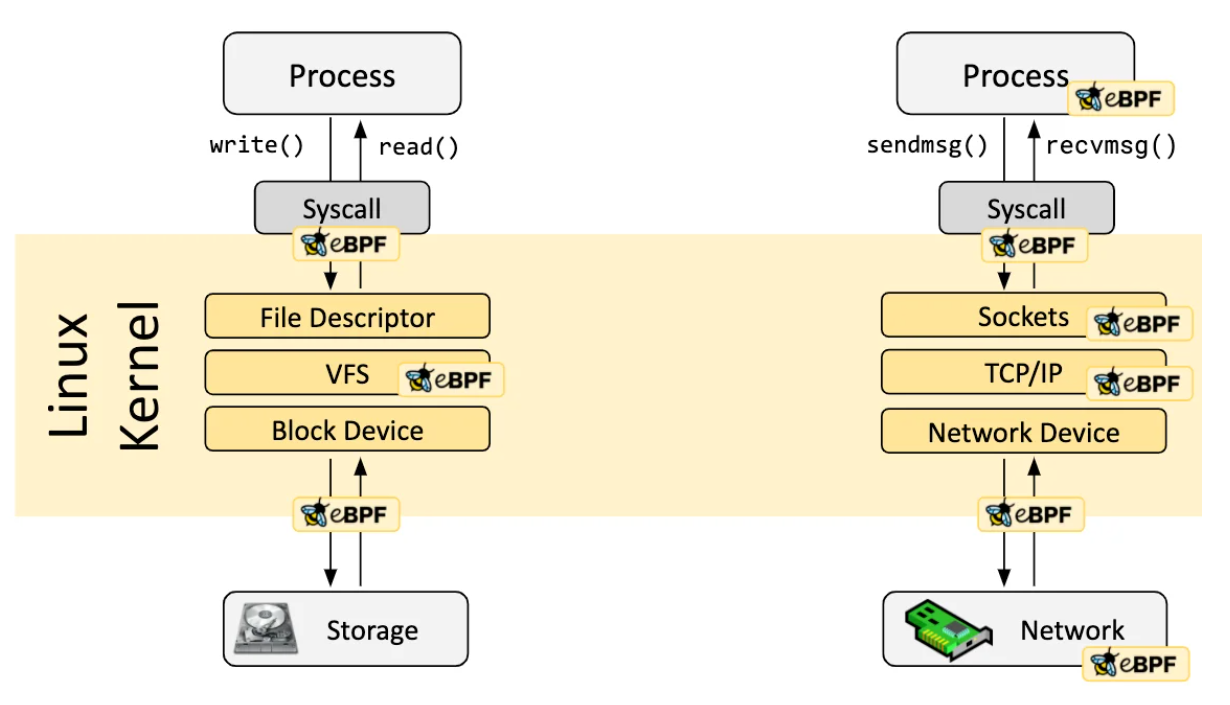 Process
write()
read()
Syscall
eBPF
File Descriptor
VFS
eBPF
Block Device
eBPF
Storage
Linux
Kernel
Process
eBPF
sendmsg()
recvmsg()
Syscall
eBPF
Sockets
eBPF
TCP/IP
eBPF
Network Device
eBPF
Network
eBPF